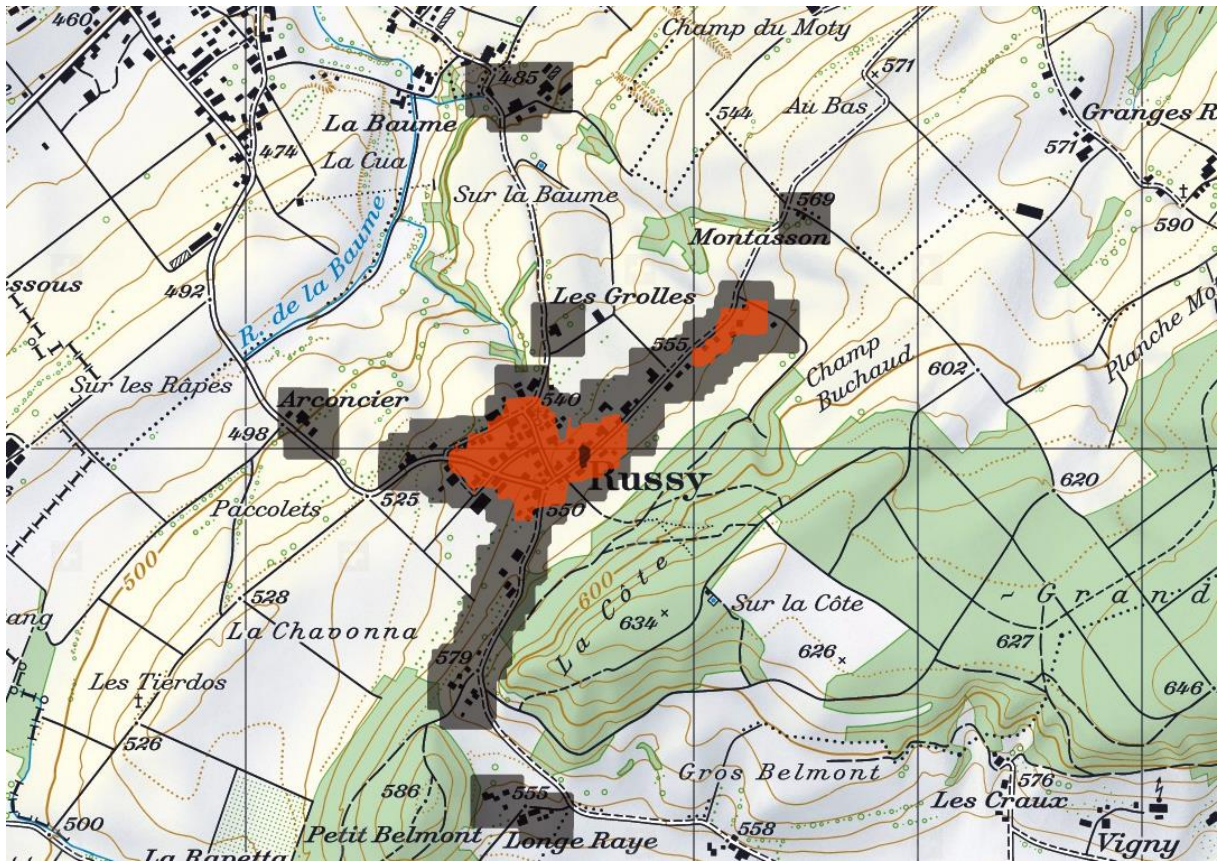 460
Champ du Moty
485
571
Au Bas
544
La Baume
Granges R
571
474
La Cua
Sur la Baume
569
590
R. de la Baume
Montasson
ssous
492
Les Grolles
555
Planche Mot
Sur les Râpes
Champ
Buchaud
602
Arconcier
540
498
Russy
620
525
Paccolets
550
500
600
La Côte
528
Sur la Côte
~ Grand
634
627
ang
La Chavonna
626
579
Les Tierdos
646
526
Gros Belmont
576
586
555
Les Craux
500
Petit Belmont
Longe Raye
558
Vigny
La Rapetta